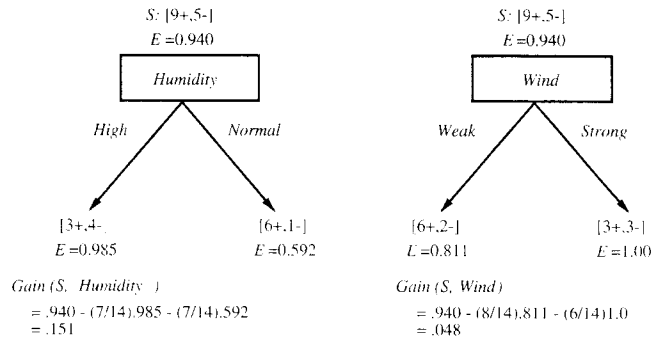 S: [9+,5-]
E =0.940
Humidity
High
Normal
[3+,4-]
E =0.985
[6+,1-]
E =0.592
Gain (S, Humidity )
= .940 - (7/14).985 - (7/14).592
= .151
S: [9+,5-]
E =0.940
Wind
Weak
Strong
[6+,2-]
E =0.811
[3+,3-]
E =1.00
Gain (S, Wind)
= .940 - (8/14).811 - (6/14)1.0
= .048